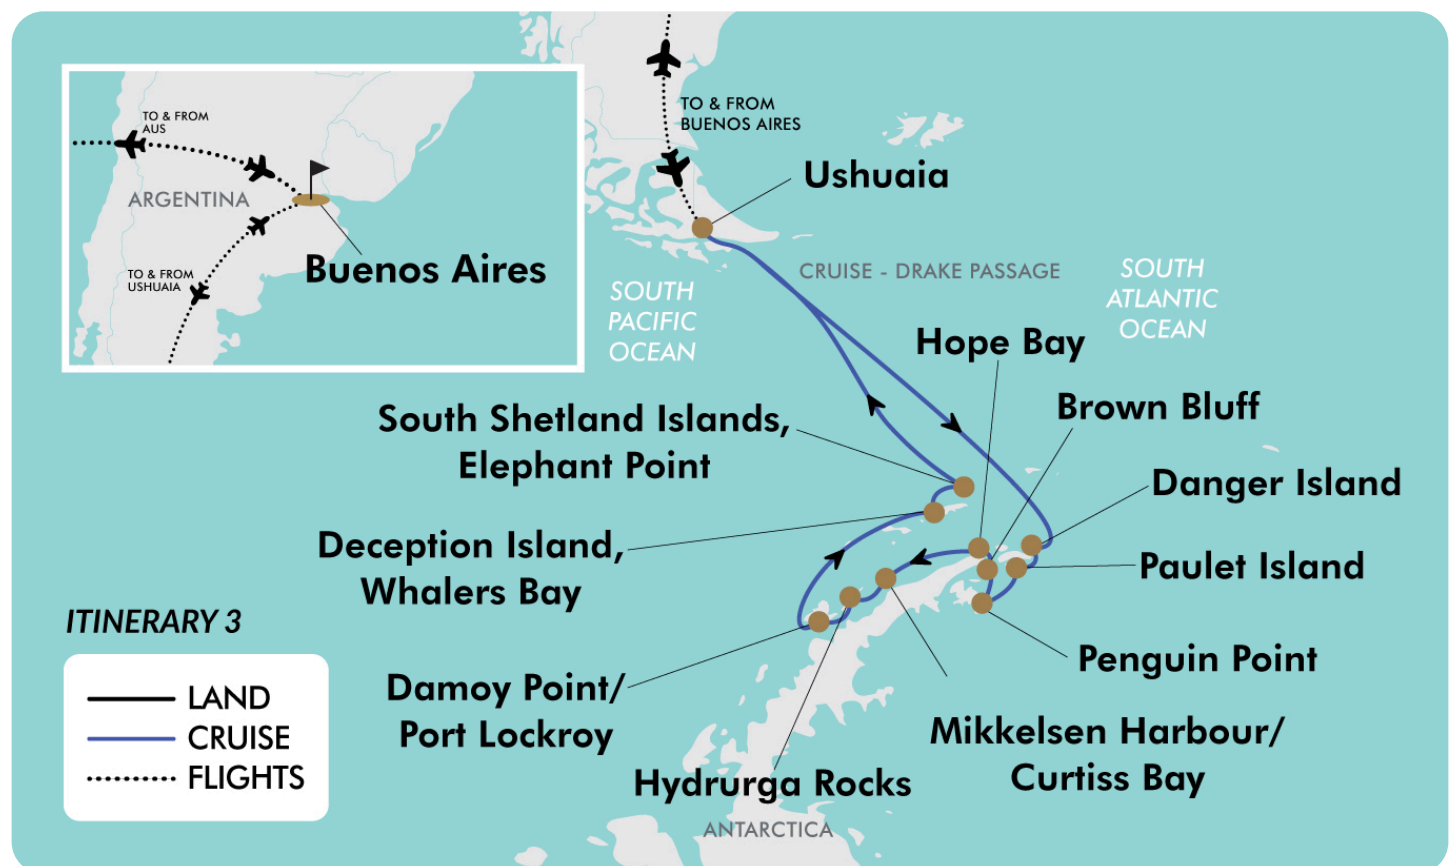 TO & FROM
AUS
ARGENTINA
TO & FROM
USHUAIA
Buenos Aires
TO & FROM
BUENOS AIRES
Ushuaia
CRUISE - DRAKE PASSAGE
SOUTH
PACIFIC
OCEAN
SOUTH
ATLANTIC
OCEAN
Hope Bay
Brown Bluff
South Shetland Islands,
Elephant Point
Danger Island
Deception Island,
Whalers Bay
Paulet Island
Penguin Point
Damoy Point/
Port Lockroy
Mikkelsen Harbour/
Curtiss Bay
Hydrurga Rocks
ANTARCTICA
ITINERARY 3
LAND
CRUISE
FLIGHTS